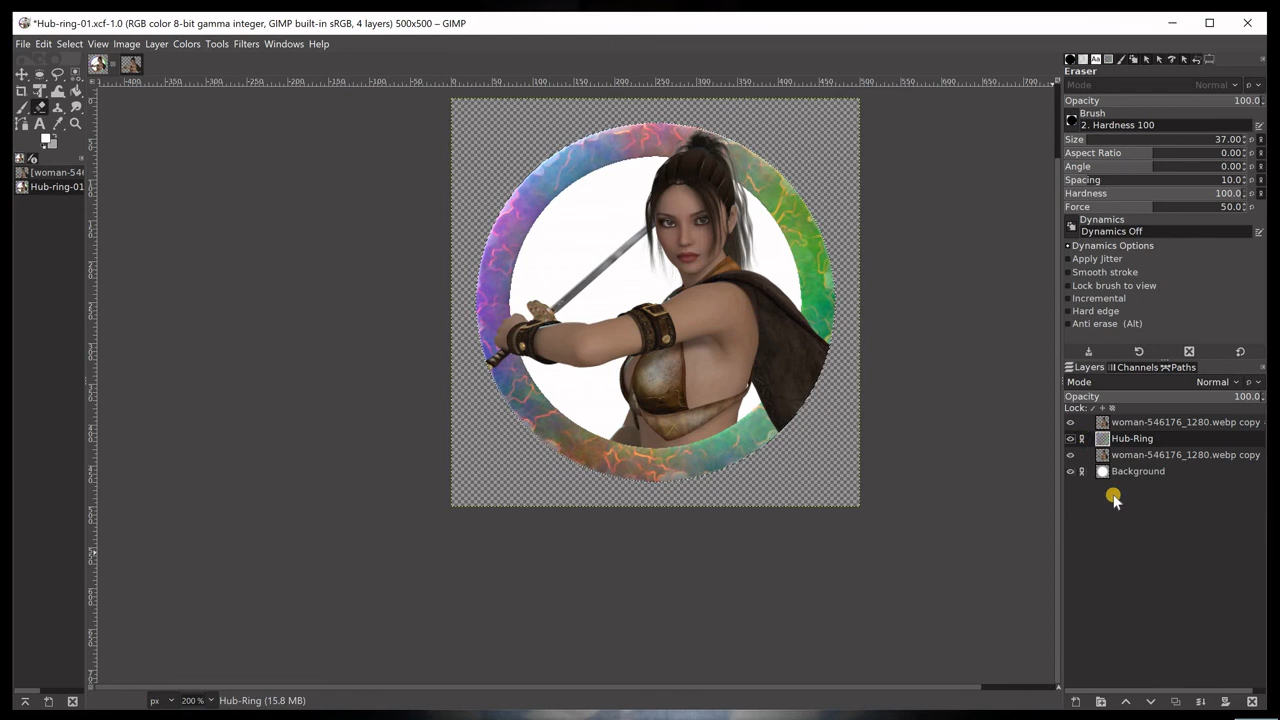 *Hub-ring-01.xcf-1.0 (RGB color 8-bit gamma integer, GIMP built-in sRGB, 4 layers) 500x500 – GIMP
File Edit Select View Image Layer Colors Tools Filters Windows Help
Eraser
Mode Normal
Opacity 100.0
Brush
2. Hardness 100
Size 37.00
Aspect Ratio 0.00
Angle 0.00
Spacing 10.0
Hardness 100.0
Force 50.0
Dynamics
Dynamics Off
Dynamics Options
Apply Jitter
Smooth stroke
Lock brush to view
Incremental
Hard edge
Anti erase (Alt)
[woman-546
Hub-ring-01
Layers Channels Paths
Mode Normal
Opacity 100.0
Lock:
woman-546176_1280.webp copy
Hub-Ring
woman-546176_1280.webp copy
Background
px 200 % Hub-Ring (15.8 MB)